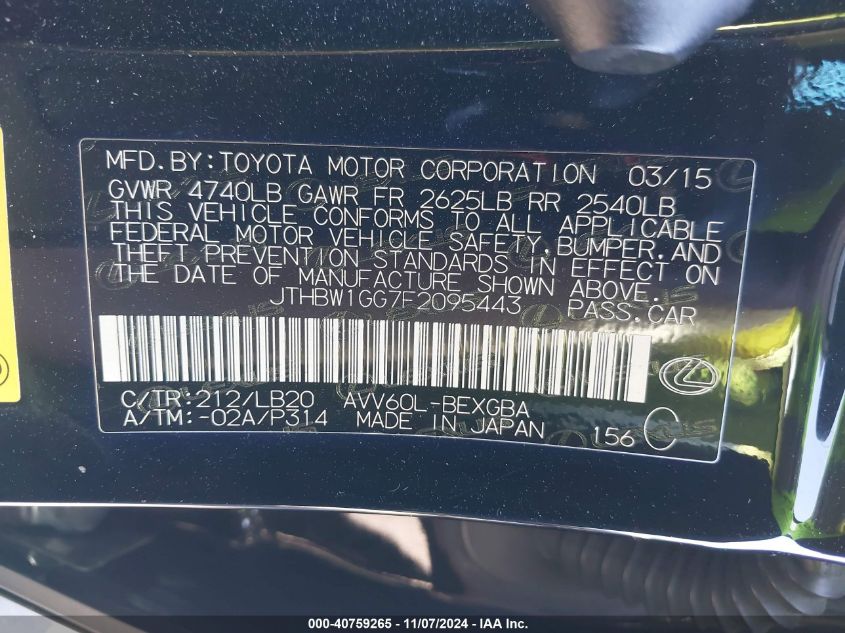 MFD.BY:TOYOTA MOTOR CORPORATION 03/15
GVWR 4740LB GAWR FR 2625LB RR 2540LB
THIS VEHICLE CONFORMS TO ALL APPLICABLE
FEDERAL MOTOR VEHICLE SAFETY,BUMPER,AND
THEFT PREVENTION STANDARDS IN EFFECT ON
THE DATE OF MANUFACTURE SHOWN ABOVE.
JTHBW1GG7F2095443 PASS.CAR
C/TR:212/LB20 AVV60L-BEXGBA
A/TM:-02A/P314 MADE IN JAPAN 156 C
000-40759265 - 11/07/2024 - IAA Inc.